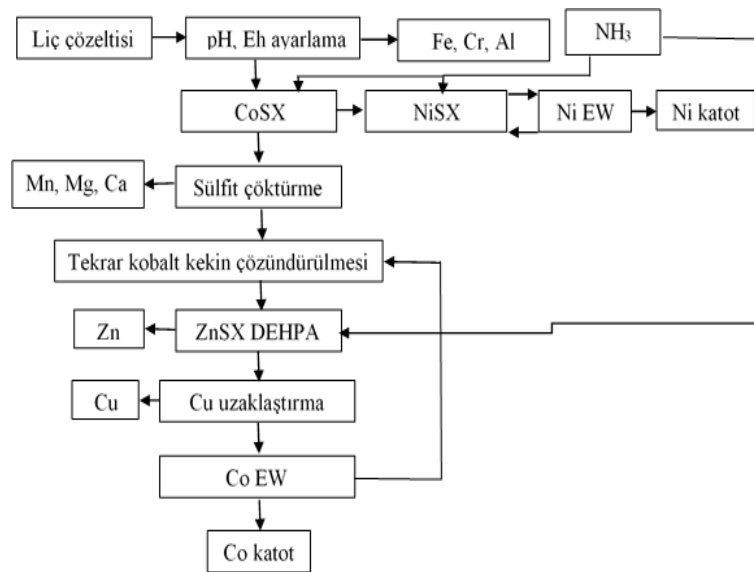 Liç çözeltisi
pH, Eh ayarlama
Fe, Cr, Al
NH₃
CoSX
NiSX
Ni EW
Ni katot
Mn, Mg, Ca
Sülfit çöktürme
Tekrar kobalt kekin çözündürülmesi
Zn
ZnSX DEHPA
Cu
Cu uzaklaştırma
Co EW
Co katot